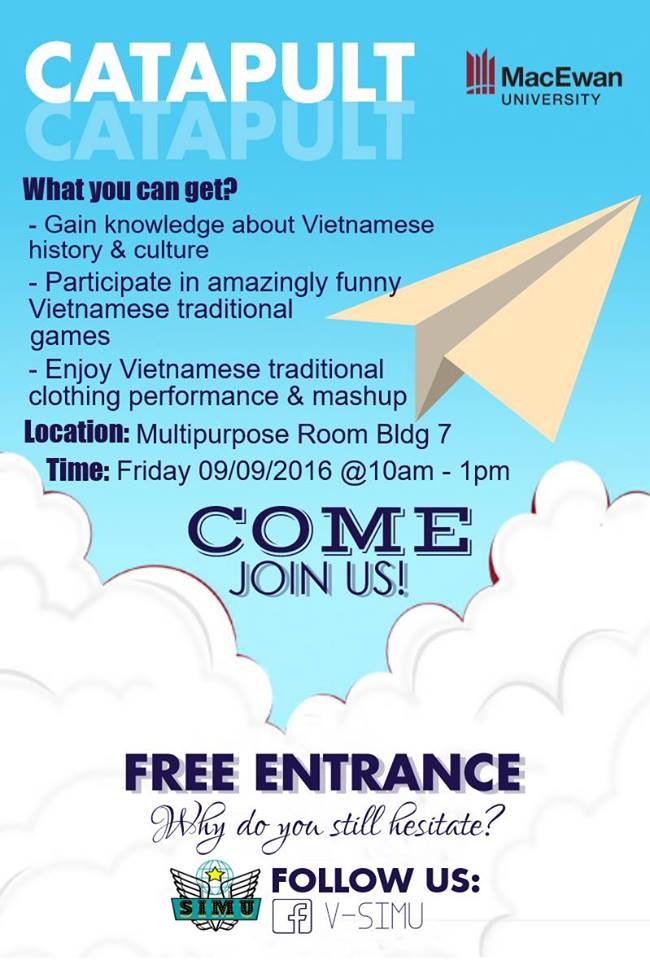 CATAPULT
CATAPULT
MacEwan
UNIVERSITY
What you can get?
- Gain knowledge about Vietnamese
history & culture
- Participate in amazingly funny
Vietnamese traditional
games
- Enjoy Vietnamese traditional
clothing performance & mashup
Location: Multipurpose Room Bldg 7
Time: Friday 09/09/2016 @10am - 1pm
COME
JOIN US!
FREE ENTRANCE
Why do you still hesitate?
SIMU
FOLLOW US:
f V-SIMU